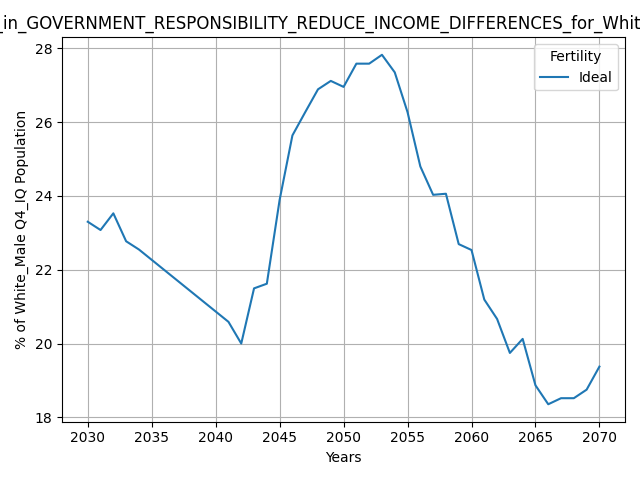 _in_GOVERNMENT_RESPONSIBILITY_REDUCE_INCOME_DIFFERENCES_for_Whit
Fertility
Ideal
% of White_Male Q4_IQ Population
28
26
24
22
20
18
2030 2035 2040 2045 2050 2055 2060 2065 2070
Years